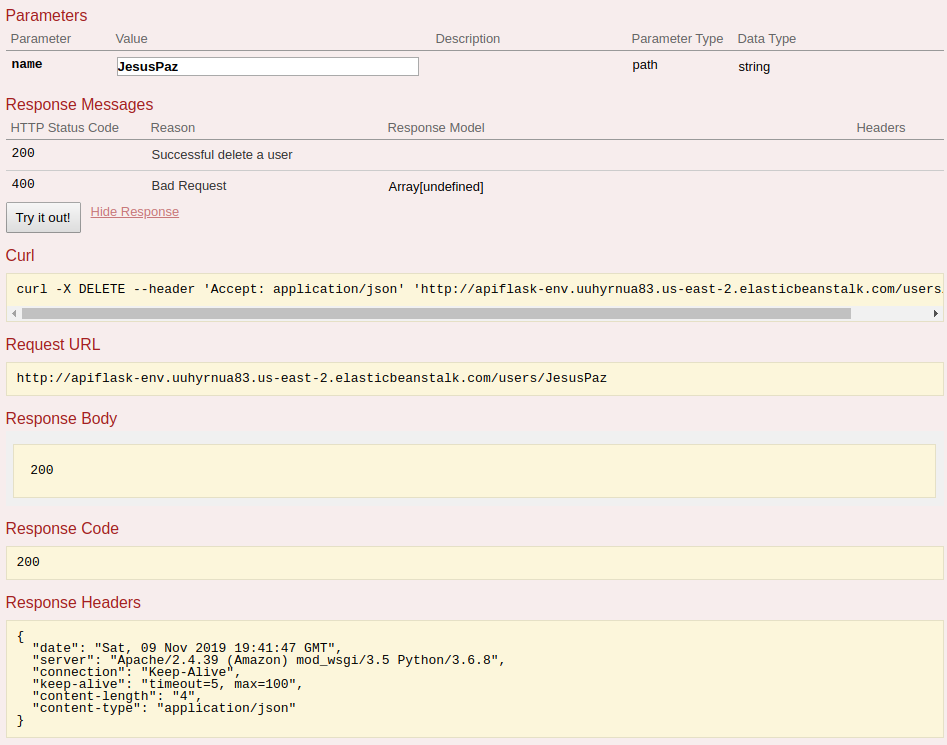 Parameters
Parameter Value Description Parameter Type Data Type
name JesusPaz path string
Response Messages
HTTP Status Code Reason Response Model Headers
200 Successful delete a user
400 Bad Request Array[undefined]
Try it out! Hide Response
Curl
curl -X DELETE --header 'Accept: application/json' 'http://apiflask-env.uuhyrnua83.us-east-2.elasticbeanstalk.com/users
Request URL
http://apiflask-env.uuhyrnua83.us-east-2.elasticbeanstalk.com/users/JesusPaz
Response Body
200
Response Code
200
Response Headers
{
"date": "Sat, 09 Nov 2019 19:41:47 GMT",
"server": "Apache/2.4.39 (Amazon) mod_wsgi/3.5 Python/3.6.8",
"connection": "Keep-Alive",
"keep-alive": "timeout=5, max=100",
"content-length": "4",
"content-type": "application/json"
}